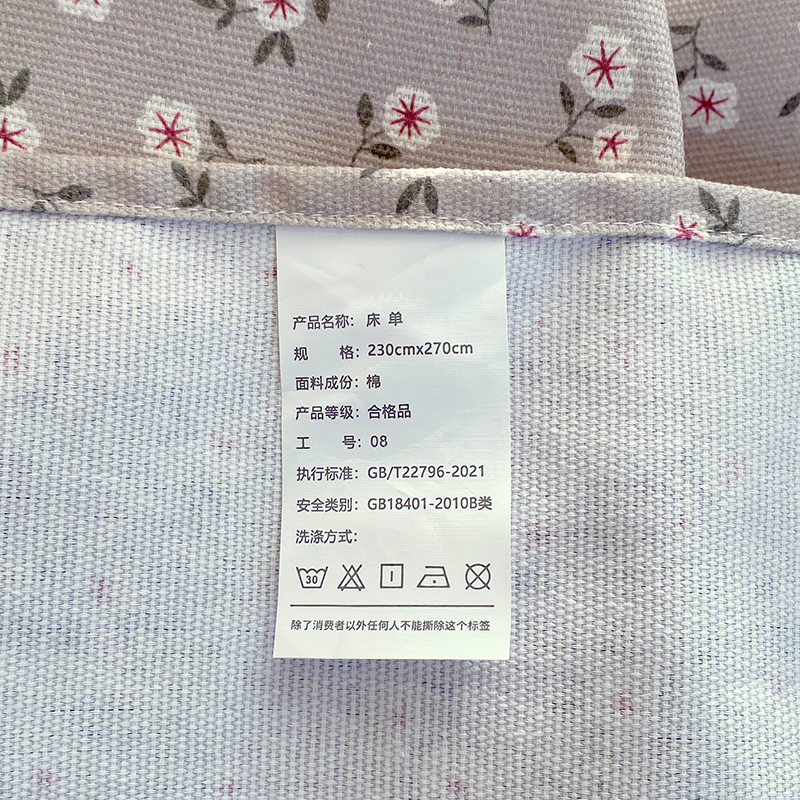 产品名称：床 单
规 格：230cmx270cm
面料成份：棉
产品等级：合格品
工 号：08
执行标准：GB/T22796-2021
安全类别：GB18401-2010B类
洗涤方式：
30
除了消费者以外任何人不能撕除这个标签